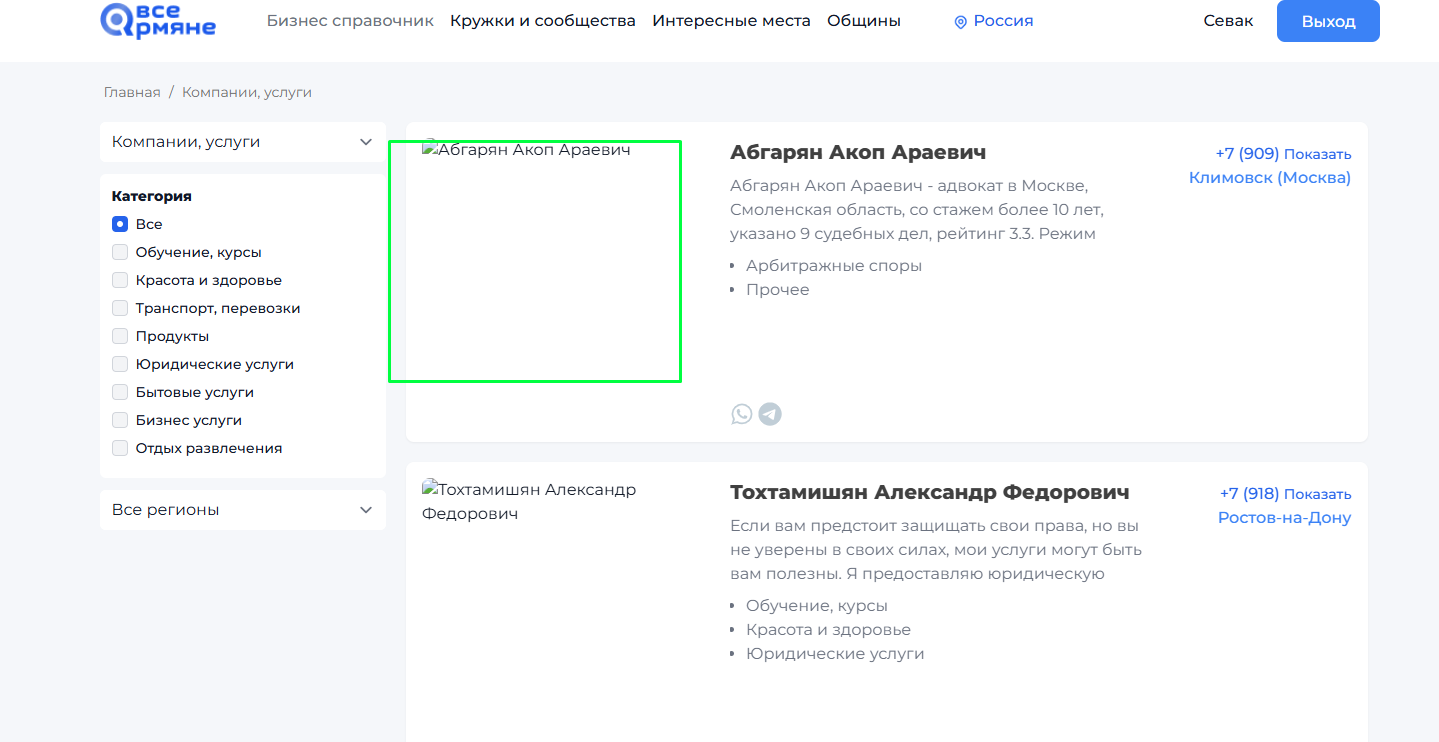 все
армяне
Бизнес справочник
Кружки и сообщества
Интересные места
Общины
Россия
Севак
Выход
Главная / Компании, услуги
Компании, услуги
Категория
Все
Обучение, курсы
Красота и здоровье
Транспорт, перевозки
Продукты
Юридические услуги
Бытовые услуги
Бизнес услуги
Отдых развлечения
Все регионы
Абгарян Акоп Араевич
Абгарян Акоп Араевич
Абгарян Акоп Араевич - адвокат в Москве,
Смоленская область, со стажем более 10 лет,
указано 9 судебных дел, рейтинг 3.3. Режим
Арбитражные споры
Прочее
+7 (909) Показать
Климовск (Москва)
Тохтамишян Александр
Федорович
Тохтамишян Александр Федорович
Если вам предстоит защищать свои права, но вы
не уверены в своих силах, мои услуги могут быть
вам полезны. Я предоставляю юридическую
Обучение, курсы
Красота и здоровье
Юридические услуги
+7 (918) Показать
Ростов-на-Дону